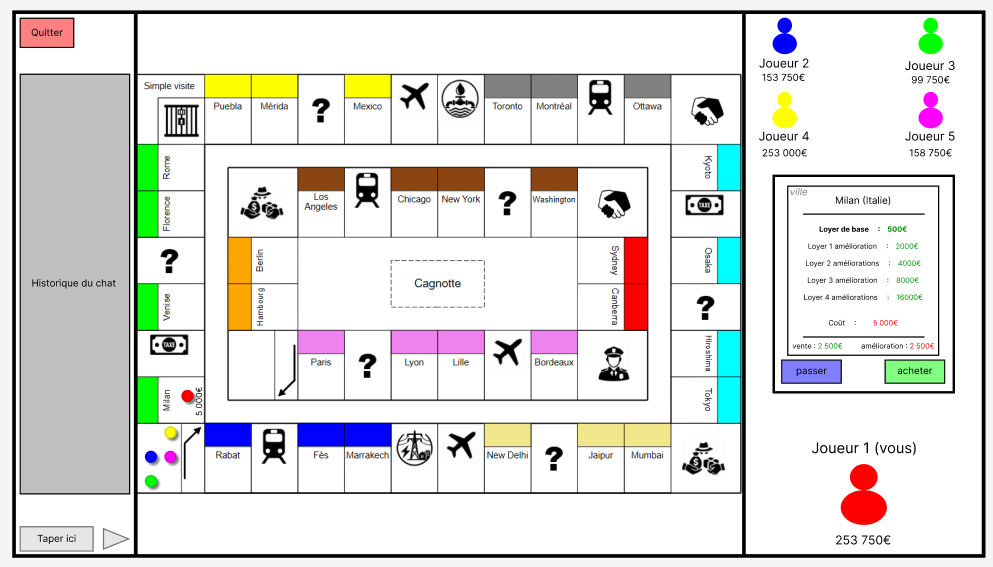 Quitter
Historique du chat
Taper ici
Simple visite
Puebla
Mérida
?
Mexico
Toronto
Montréal
Ottawa
Rome
Florence
?
Venise
TAXE
Milan
5 000€
Kyoto
TAXE
Osaka
?
Hiroshima
Tokyo
Los
Angeles
Chicago
New York
?
Washington
Berlin
Hambourg
Sydney
Canberra
Cagnotte
Paris
?
Lyon
Lille
Bordeaux
Rabat
Fès
Marrakech
New Delhi
?
Jaipur
Mumbai
Joueur 2
153 750€
Joueur 3
99 750€
Joueur 4
253 000€
Joueur 5
158 750€
ville
Milan (Italie)
Loyer de base : 500€
Loyer 1 amélioration : 2000€
Loyer 2 améliorations : 4000€
Loyer 3 amélioration : 8000€
Loyer 4 améliorations : 16000€
Coût : 5 000€
vente : 2 500€ amélioration : 2 500€
passer
acheter
Joueur 1 (vous)
253 750€